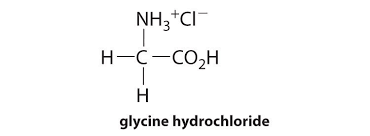 NH₃⁺Cl⁻
H—C—CO₂H
H
glycine hydrochloride